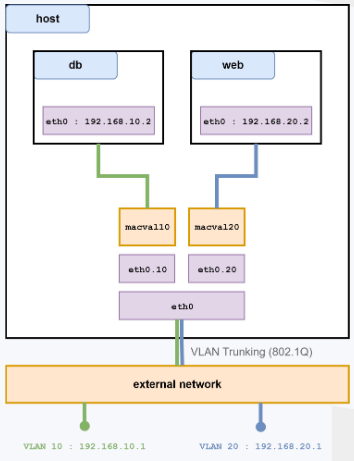 host
db
web
eth0 : 192.168.10.2
eth0 : 192.168.20.2
macval10
macval20
eth0.10
eth0.20
eth0
VLAN Trunking (802.1Q)
external network
VLAN 10 : 192.168.10.1
VLAN 20 : 192.168.20.1